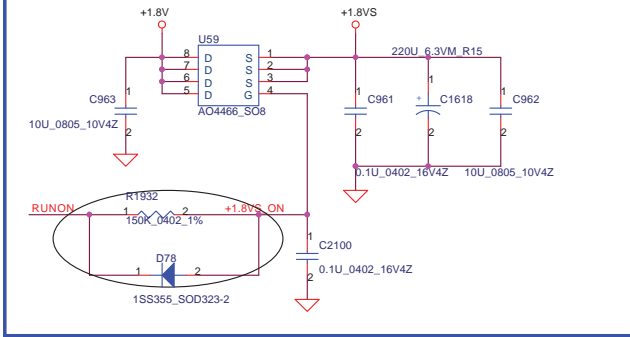 +1.8V
+1.8VS
U59
8 D S 1
7 D S 2
6 D S 3
5 D G 4
AO4466_SO8
220U_6.3VM_R15
1
C963
2
10U_0805_10V4Z
1
C961
2
0.1U_0402_16V4Z
1
+
C1618
2
1
C962
2
10U_0805_10V4Z
R1932
RUNON
1 2
+1.8VS_ON
150K_0402_1%
D78
1 2
1SS355_SOD323-2
1
C2100
2
0.1U_0402_16V4Z